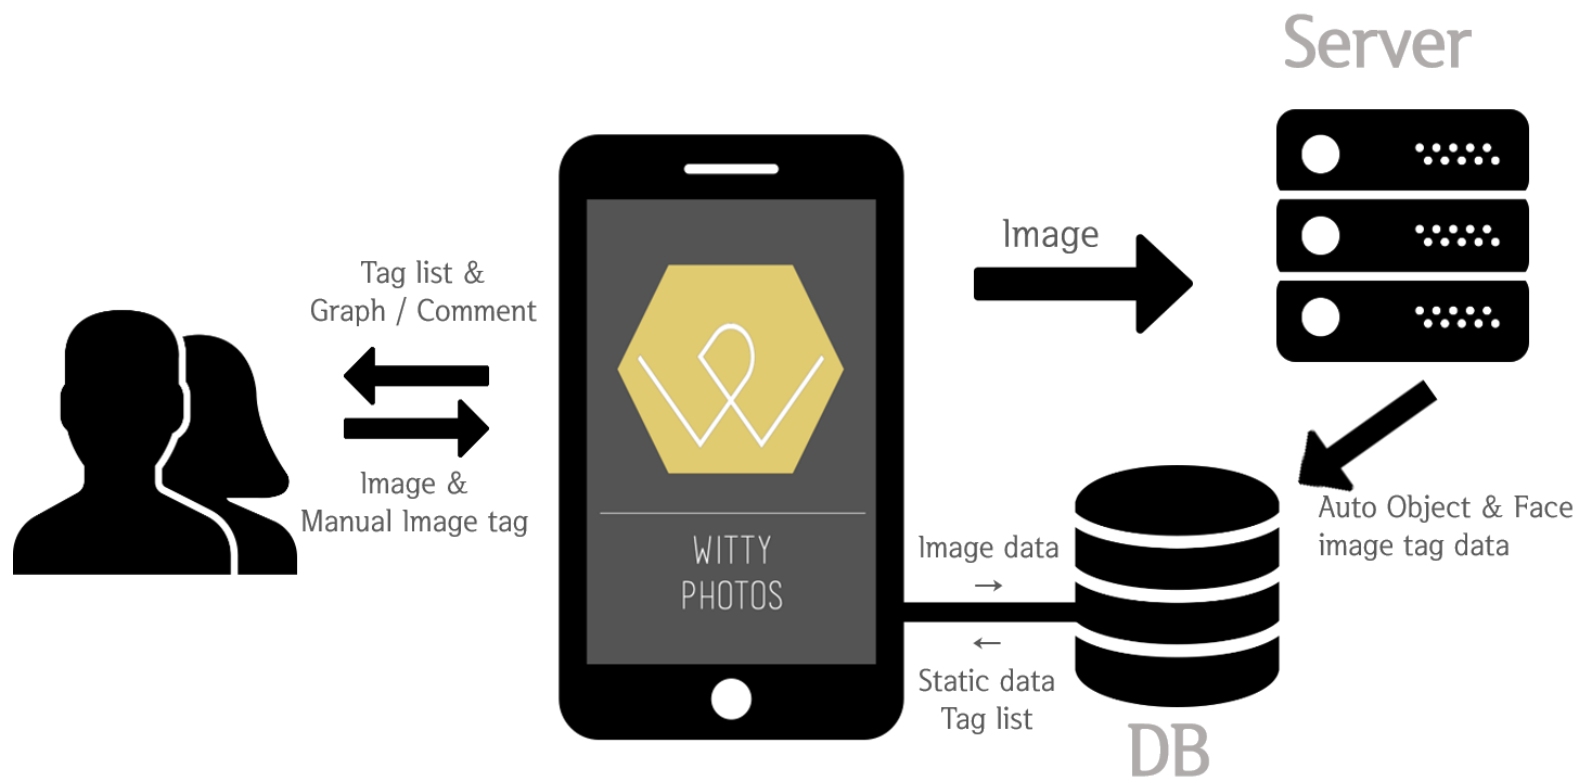 Server
Image
Tag list &
Graph / Comment
Image &
Manual Image tag
WITTY
PHOTOS
Auto Object & Face
image tag data
Image data
→
←
Static data
Tag list
DB